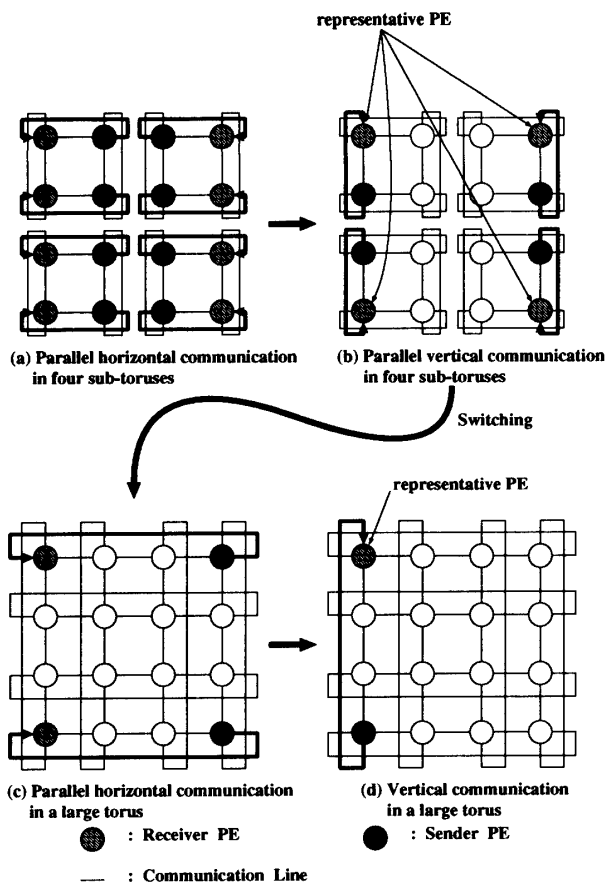 representative PE
(a) Parallel horizontal communication
in four sub-toruses
(b) Parallel vertical communication
in four sub-toruses
Switching
representative PE
(c) Parallel horizontal communication
in a large torus
(d) Vertical communication
in a large torus
: Receiver PE
: Sender PE
: Communication Line